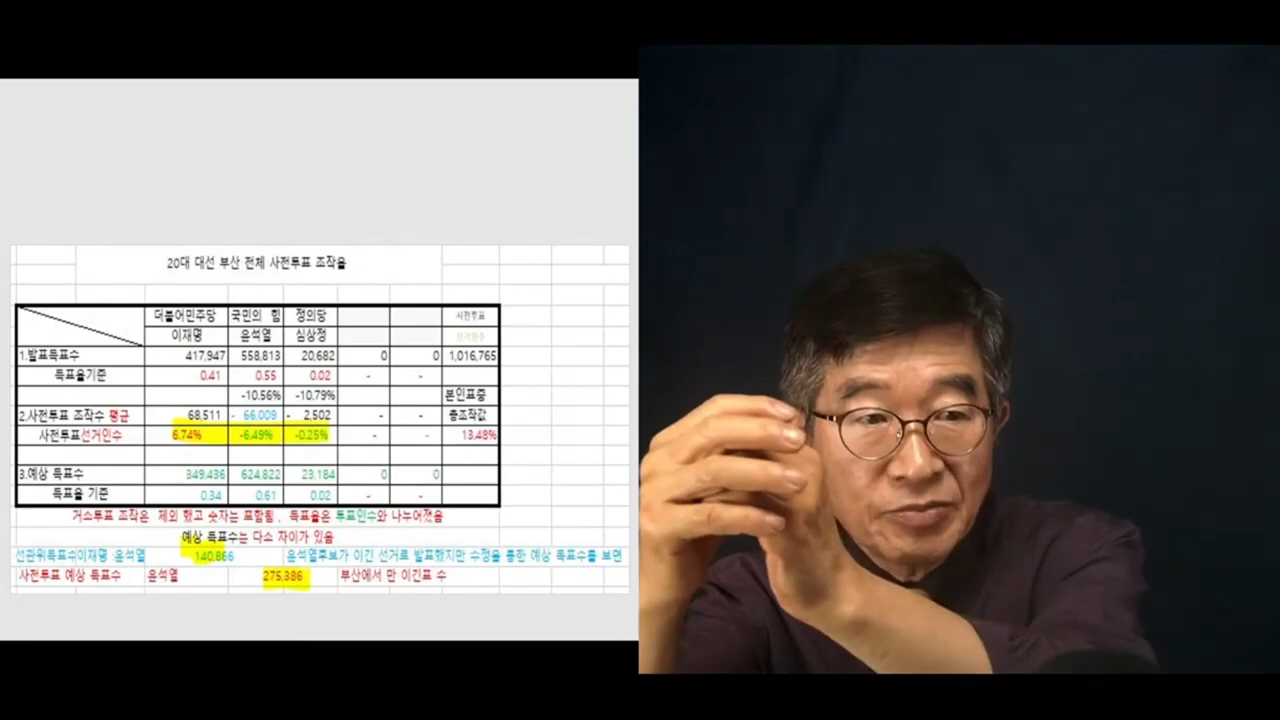 20대 대선 부산 전체 사전투표 조작율
더불어민주당 국민의 힘 정의당 사전투표
이재명 윤석열 심상정 선거인수
1.발표득표수 417,947 558,813 20,682 0 0 1,016,765
득표율기준 0.41 0.55 0.02 - -
-10.56% -10.79% 본인표중
2.사전투표 조작수 평균 68,511 - 66,009 - 2,502 총조작값
사전투표선거인수 6.74% -6.49% -0.25% - - 13.48%
3.예상 득표수 349,436 624,822 23,184 0 0
득표율 기준 0.34 0.61 0.02 - -
거소투표 조작은 제외 했고 숫자는 포함됨 . 득표율은 투표인수와 나누어졌음
예상 득표수는 다소 차이가 있음
선관위득표수이재명 :윤석열 140,866 윤석열후보가 이긴 선거로 발표했지만 수정을 통한 예상 득표수를 보면
사전투표 예상 득표수 윤석열 275,386 부산에서 만 이긴표 수